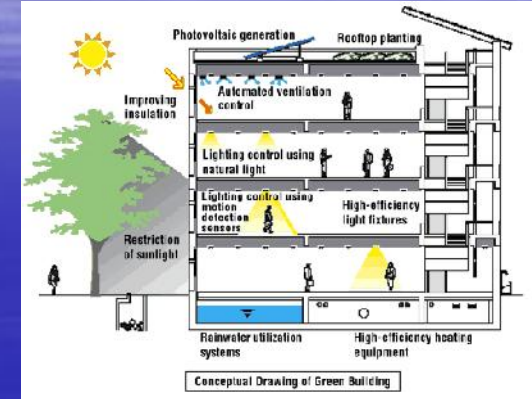 Photovoltaic generation
Rooftop planting
Automated ventilation
control
Improving
insulation
Lighting control using
natural light
Lighting control using
motion
detection
sensors
High-efficiency
light fixtures
Restriction
of sunlight
Rainwater utilization
systems
High-efficiency heating
equipment
Conceptual Drawing of Green Building